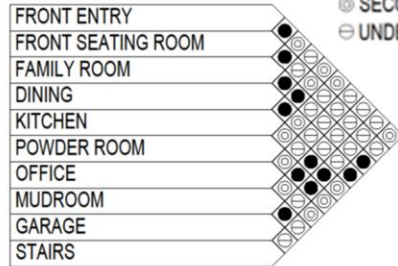 FRONT ENTRY
FRONT SEATING ROOM
FAMILY ROOM
DINING
KITCHEN
POWDER ROOM
OFFICE
MUDROOM
GARAGE
STAIRS